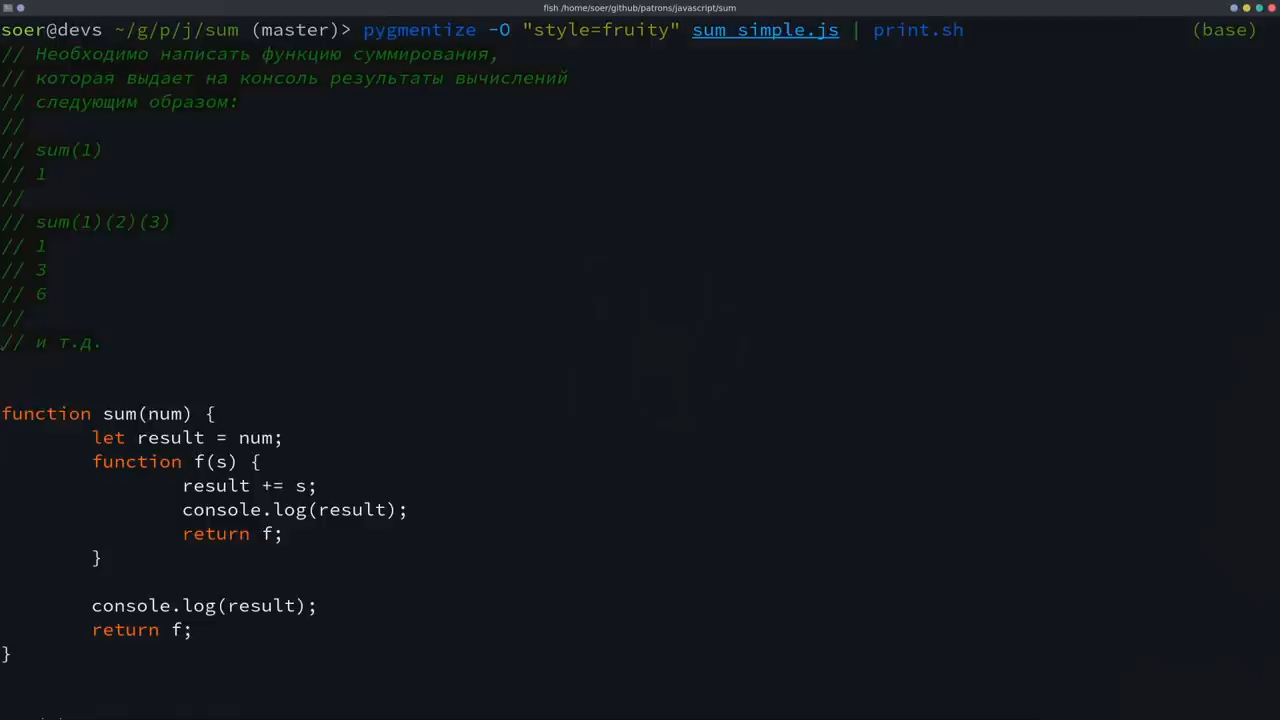 fish /home/soer/github/patrons/javascript/sum
soer@devs ~/g/p/j/sum (master)> pygmentize -O "style=fruity" sum_simple.js | print.sh (base)
// Необходимо написать функцию суммирования,
// которая выдает на консоль результаты вычислений
// следующим образом:
//
// sum(1)
// 1
//
// sum(1)(2)(3)
// 1
// 3
// 6
//
// и т.д.
function sum(num) {
let result = num;
function f(s) {
result += s;
console.log(result);
return f;
}
console.log(result);
return f;
}